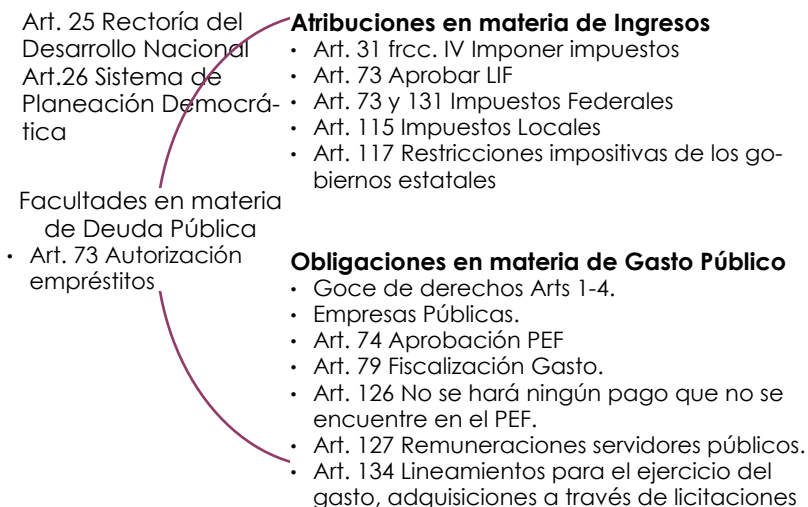 Art. 25 Rectoría del
Desarrollo Nacional
Art.26 Sistema de
Planeación Democrá-
tica
Facultades en materia
de Deuda Pública
• Art. 73 Autorización
empréstitos
Atribuciones en materia de Ingresos
• Art. 31 frcc. IV Imponer impuestos
• Art. 73 Aprobar LIF
• Art. 73 y 131 Impuestos Federales
• Art. 115 Impuestos Locales
• Art. 117 Restricciones impositivas de los go-
biernos estatales
Obligaciones en materia de Gasto Público
• Goce de derechos Arts 1-4.
• Empresas Públicas.
• Art. 74 Aprobación PEF
• Art. 79 Fiscalización Gasto.
• Art. 126 No se hará ningún pago que no se
encuentre en el PEF.
• Art. 127 Remuneraciones servidores públicos.
• Art. 134 Lineamientos para el ejercicio del
gasto, adquisiciones a través de licitaciones